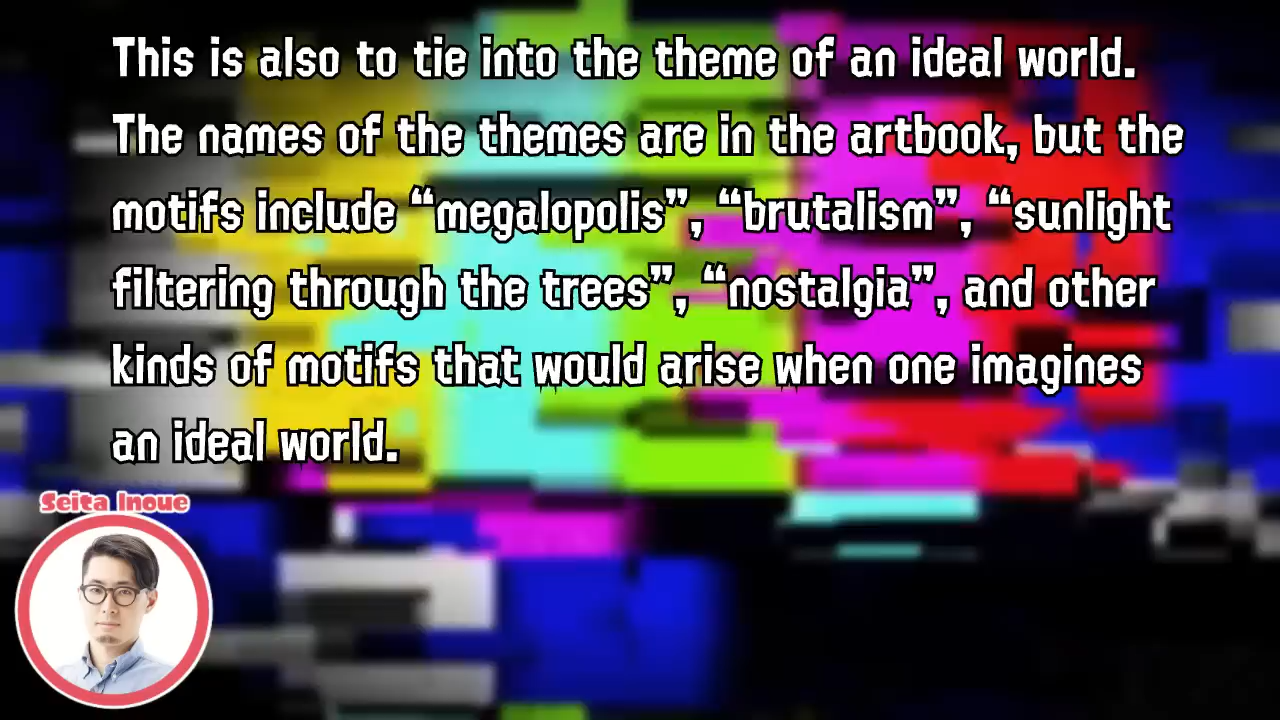 This is also to tie into the theme of an ideal world.
The names of the themes are in the artbook, but the
motifs include “megalopolis”, “brutalism”, “sunlight
filtering through the trees”, “nostalgia”, and other
kinds of motifs that would arise when one imagines
an ideal world.
Seita Inoue